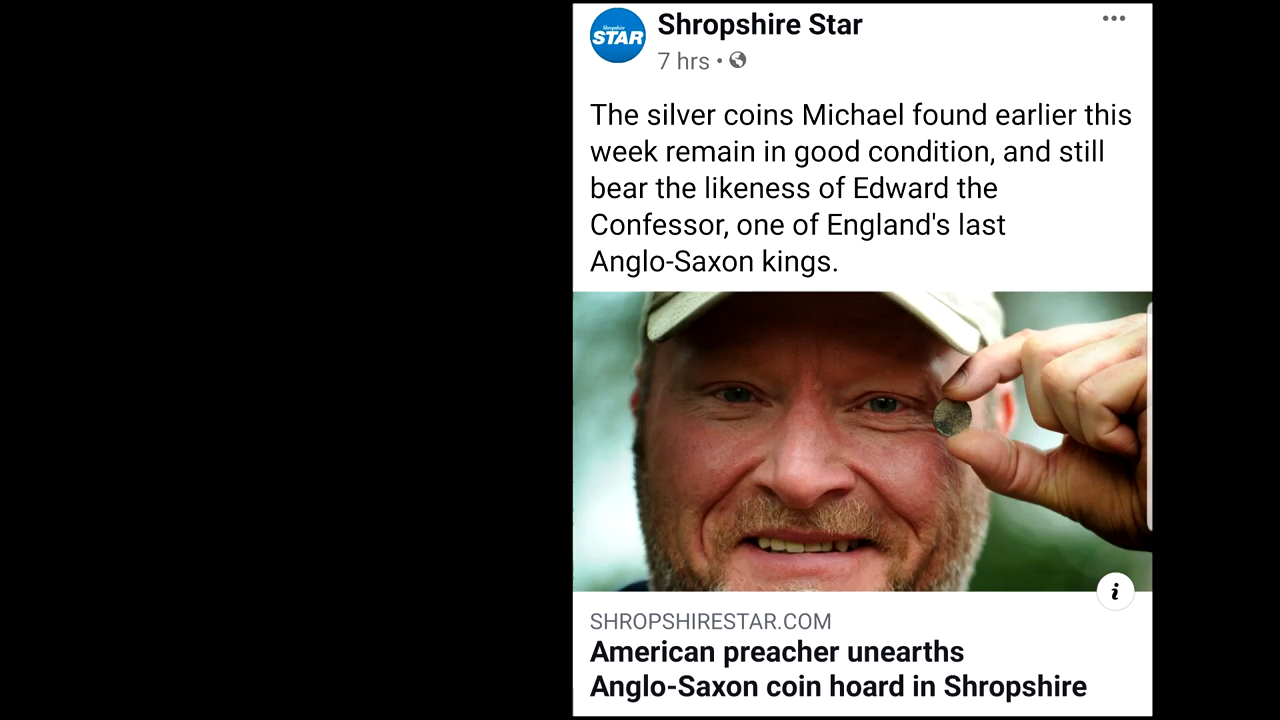 Shropshire
STAR
Shropshire Star
7 hrs •
The silver coins Michael found earlier this
week remain in good condition, and still
bear the likeness of Edward the
Confessor, one of England's last
Anglo-Saxon kings.
i
SHROPSHIRESTAR.COM
American preacher unearths
Anglo-Saxon coin hoard in Shropshire